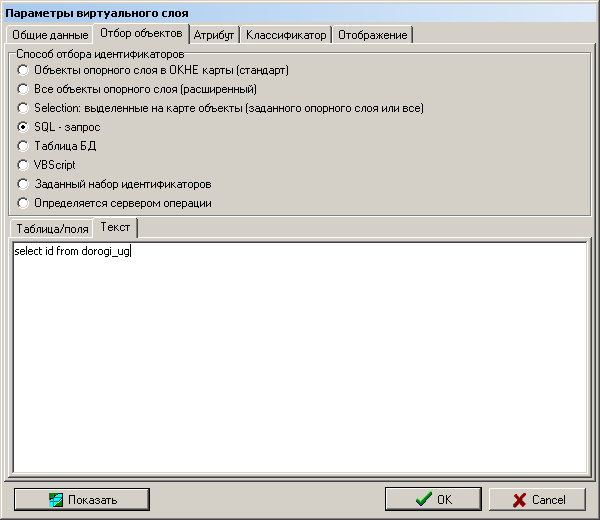 Параметры виртуального слоя
Общие данные Отбор объектов Атрибут Классификатор Отображение
Способ отбора идентификаторов
Объекты опорного слоя в ОКНЕ карты (стандарт)
Все объекты опорного слоя (расширенный)
Selection: выделенные на карте объекты (заданного опорного слоя или все)
SQL - запрос
Таблица БД
VBScript
Заданный набор идентификаторов
Определяется сервером операции
Таблица/поля Текст
select id from dorogi_ug
Показать OK Cancel